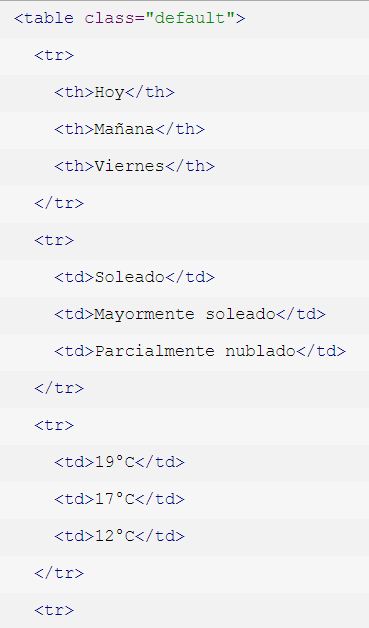 <table class="default">
<tr>
<th>Hoy</th>
<th>Mañana</th>
<th>Viernes</th>
</tr>
<tr>
<td>Soleado</td>
<td>Mayormente soleado</td>
<td>Parcialmente nublado</td>
</tr>
<tr>
<td>19°C</td>
<td>17°C</td>
<td>12°C</td>
</tr>
<tr>